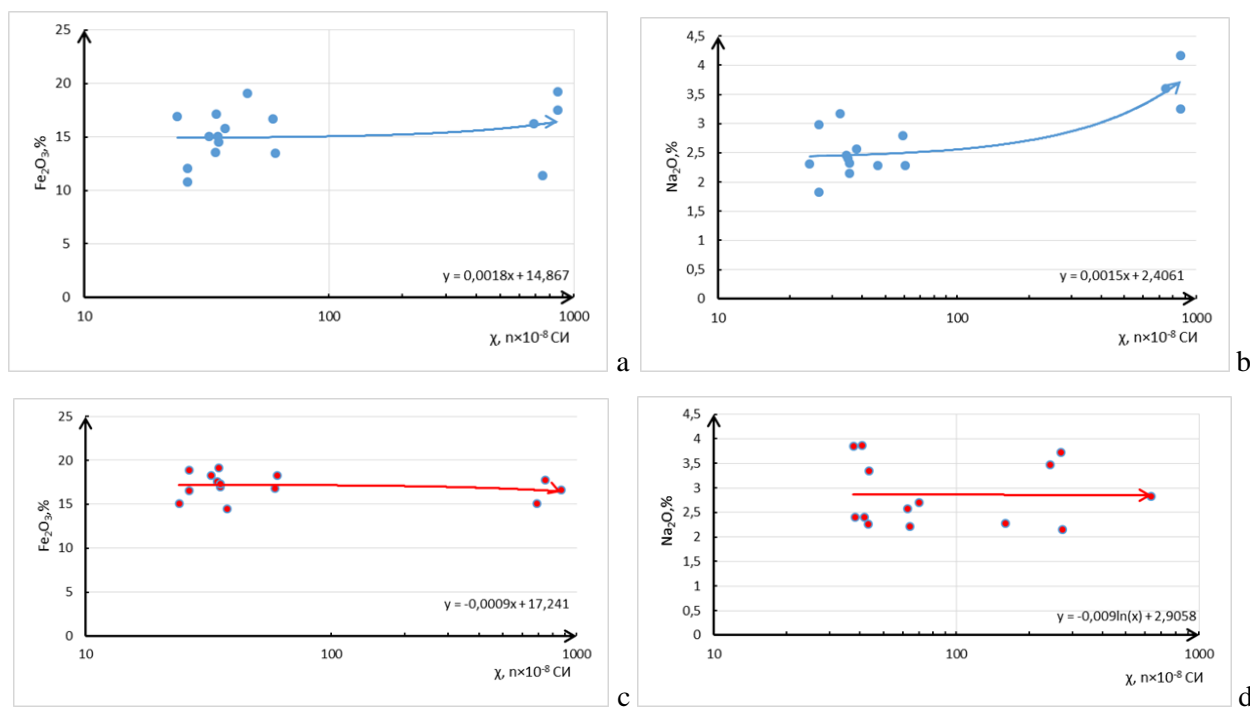 25
20
15
10
5
0
Fe₂O₃,%
y = 0,0018x + 14,867
10
100
1000
χ, n×10⁻⁸ СИ
a
4,5
4
3,5
3
2,5
2
1,5
1
0,5
0
Na₂O,%
y = 0,0015x + 2,4061
10
100
1000
χ, n×10⁻⁸ СИ
b
25
20
15
10
5
0
Fe₂O₃,%
y = -0,0009x + 17,241
10
100
1000
χ, n×10⁻⁸ СИ
c
4,5
4
3,5
3
2,5
2
1,5
1
0,5
0
Na₂O,%
y = -0,009ln(x) + 2,9058
10
100
1000
χ, n×10⁻⁸ СИ
d